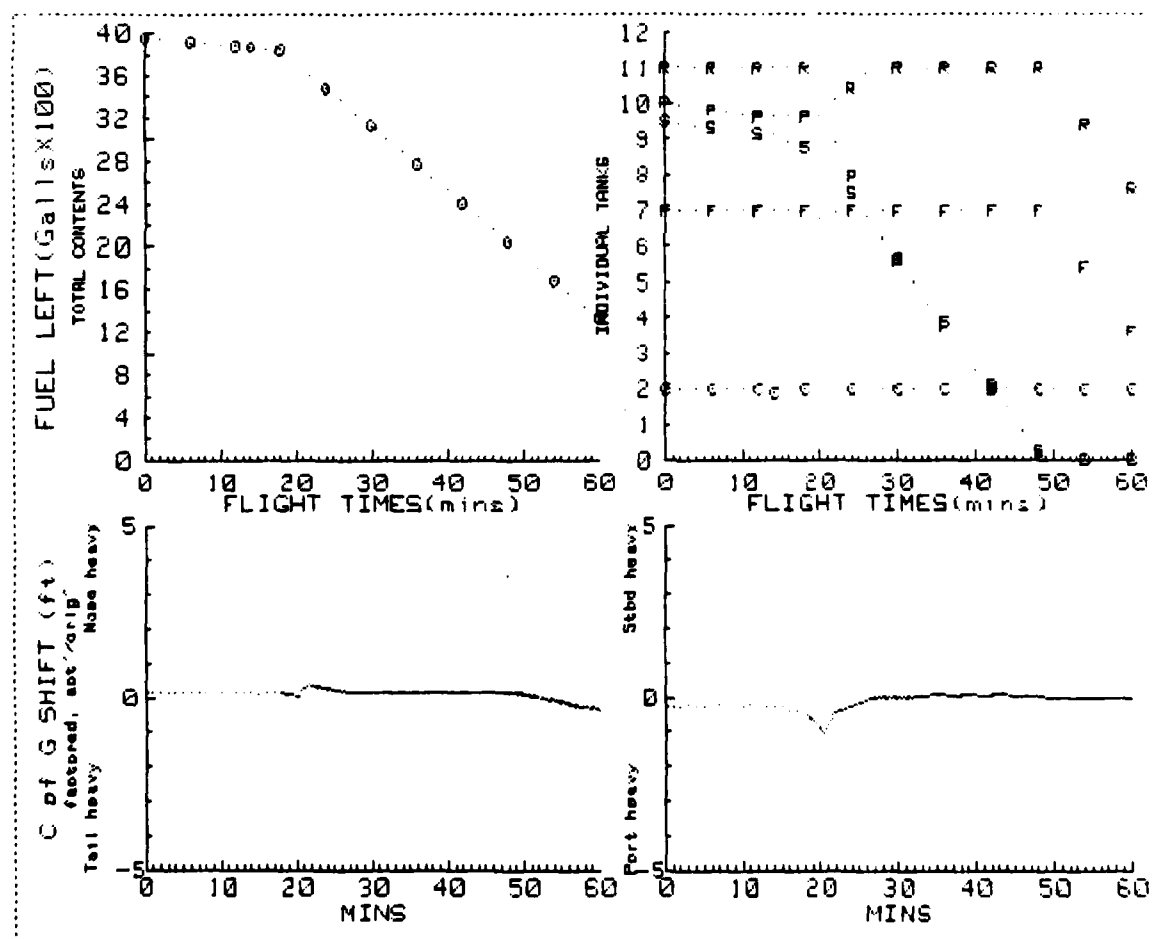 FUEL LEFT(Galls×100)
TOTAL CONTENTS
40
36
32
28
24
20
16
12
8
4
0
0 10 20 30 40 50 60
FLIGHT TIMES(mins)
INDIVIDUAL TANKS
12
11
10
9
8
7
6
5
4
3
2
1
0
0 10 20 30 40 50 60
FLIGHT TIMES(mins)
C of G SHIFT (ft)
Tail heavy Nose heavy
5
0
-5
0 10 20 30 40 50 60
MINS
Port heavy Stbd heavy
5
0
-5
0 10 20 30 40 50 60
MINS